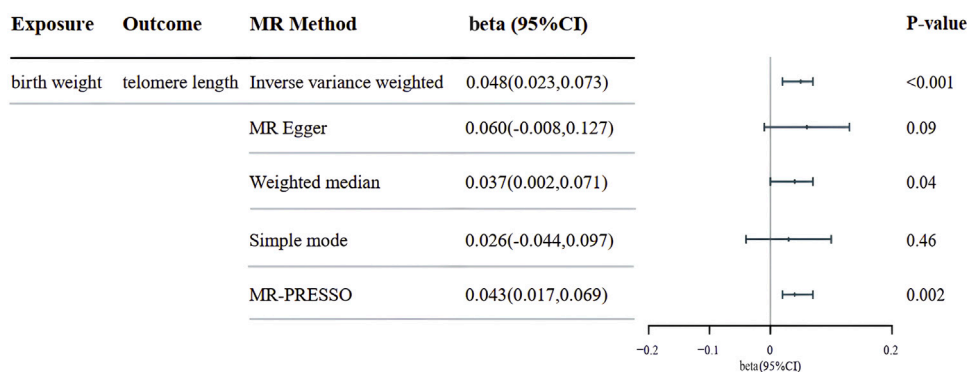 Exposure Outcome MR Method beta (95%CI) P-value
birth weight telomere length Inverse variance weighted 0.048(0.023,0.073) <0.001
MR Egger 0.060(-0.008,0.127) 0.09
Weighted median 0.037(0.002,0.071) 0.04
Simple mode 0.026(-0.044,0.097) 0.46
MR-PRESSO 0.043(0.017,0.069) 0.002
−0.2 −0.1 0 0.2
beta(95%CI)